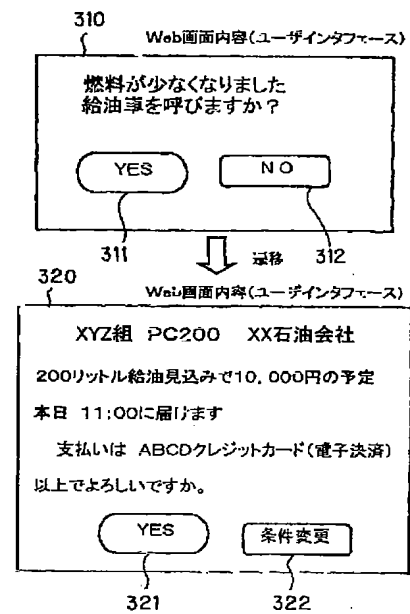 310
Web画面内容(ユーザインタフェース)
燃料が少なくなりました
給油車を呼びますか？
YES
NO
311
遷移
312
320
Web画面内容(ユーザインタフェース)
XYZ組 PC200 XX石油会社
200リットル給油見込みで10,000円の予定
本日 11:00に届けます
支払いは ABCDクレジットカード(電子決済)
以上でよろしいですか。
YES
条件変更
321
322